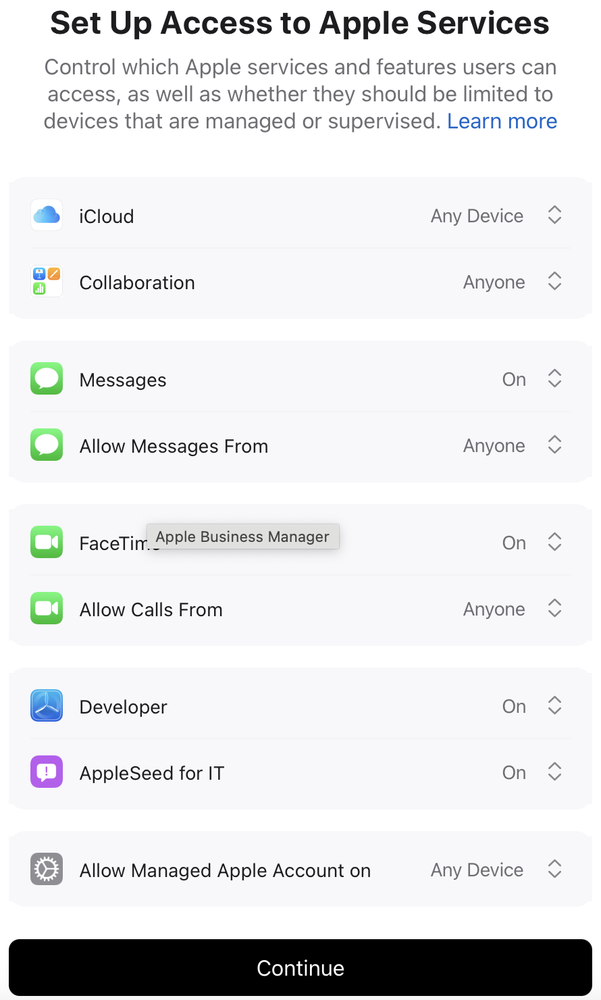 Set Up Access to Apple Services
Control which Apple services and features users can
access, as well as whether they should be limited to
devices that are managed or supervised. Learn more
iCloud Any Device
Collaboration Anyone
Messages On
Allow Messages From Anyone
Apple Business Manager
FaceTime On
Allow Calls From Anyone
Developer On
AppleSeed for IT On
Allow Managed Apple Account on Any Device
Continue